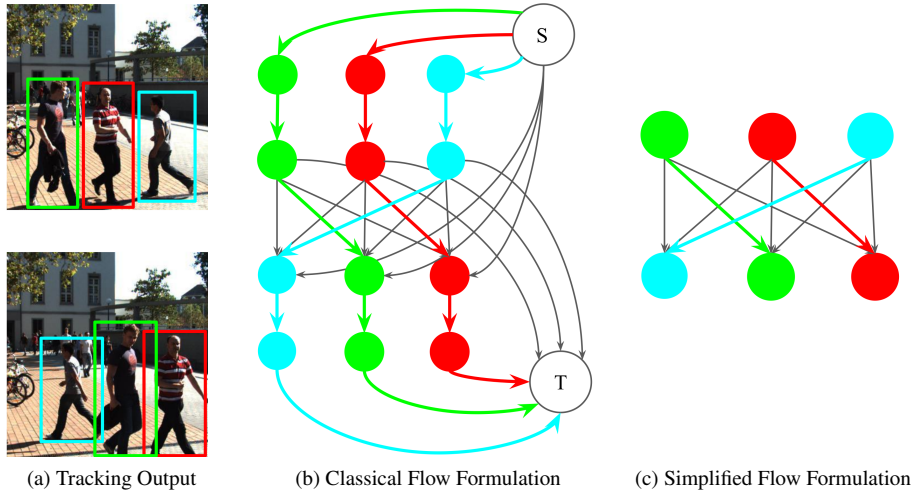 S
T
(a) Tracking Output
(b) Classical Flow Formulation
(c) Simplified Flow Formulation